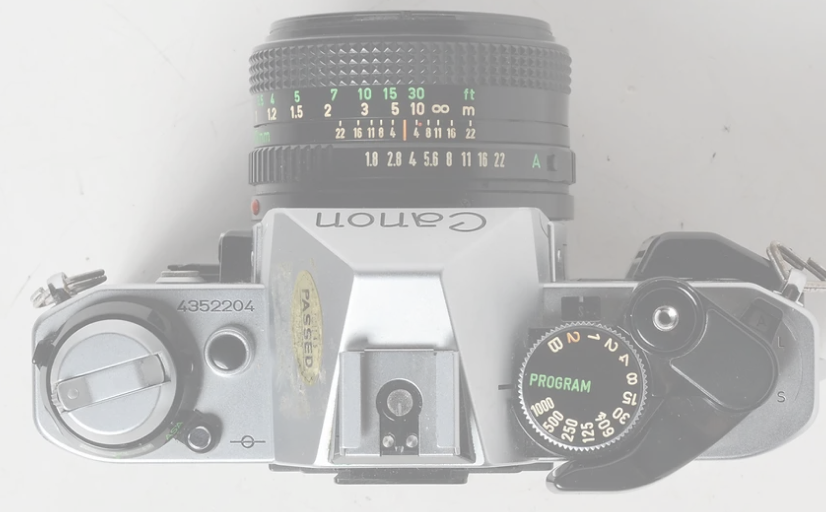 4 5 7 10 15 30 ft
1.2 1.5 2 3 5 10 ∞ m
22 16 11 8 4 4 8 11 16 22
1.8 2.8 4 5.6 8 11 16 22 A
Canon
4352204
PASSED
B 2 1 2 4 8 15 30 60 125 250 500 1000
PROGRAM
ASA
L
S